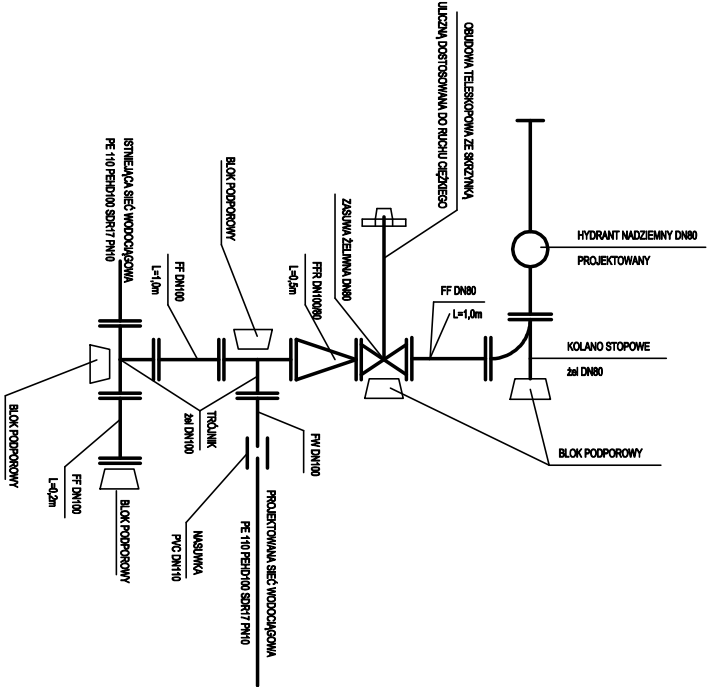 OBUDOWA TELESKOPOWA ZE SKRZYNKĄ
ULICZNĄ DOSTOSOWANA DO RUCHU CIĘŻKIEGO
HYDRANT NADZIEMNY DN80
PROJEKTOWANY
KOLANO STOPOWE
żel DN80
BLOK PODPOROWY
FF DN80
L=1,0m
ZASUWA ŻELIWNA DN80
FFR DN100/80
L=0,5m
BLOK PODPOROWY
FF DN100
L=1,0m
ISTNIEJĄCA SIEĆ WODOCIĄGOWA
PE 110 PEHD100 SDR17 PN10
TRÓJNIK
żel DN100
FW DN100
PROJEKTOWANA SIEĆ WODOCIĄGOWA
PE 110 PEHD100 SDR17 PN10
NASUWKA
PVC DN110
BLOK PODPOROWY
FF DN100
L=0,2m
BLOK PODPOROWY